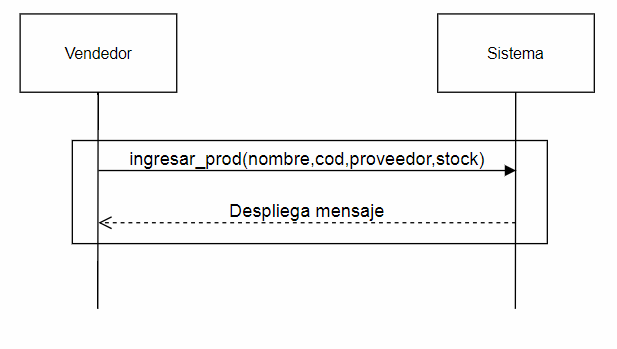 Vendedor
Sistema
ingresar_prod(nombre,cod,proveedor,stock)
Despliega mensaje